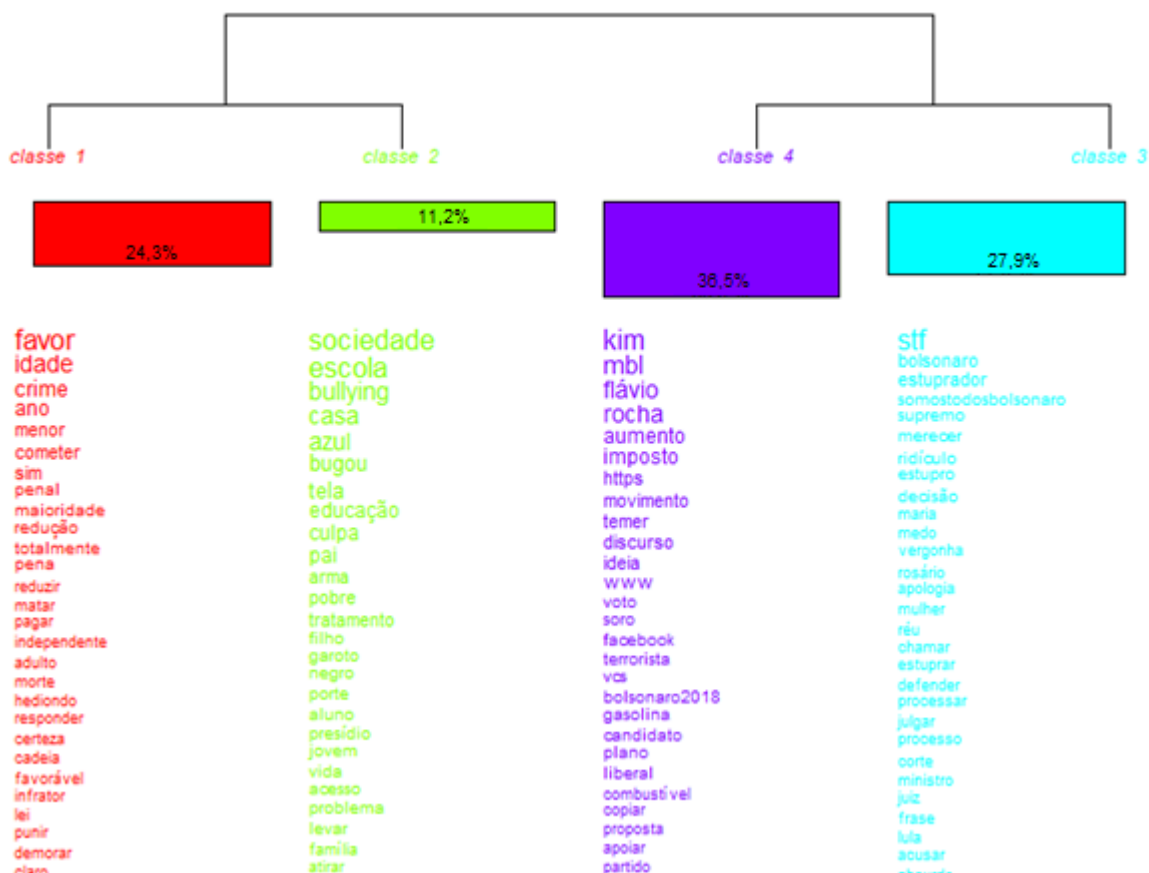 classe 1
classe 2
classe 4
classe 3
24,3%
11,2%
36,5%
27,9%
favor
idade
crime
ano
menor
cometer
sim
penal
maioridade
redução
totalmente
pena
reduzir
matar
pagar
independente
adulto
morte
hediondo
responder
certeza
cadeia
favorável
infrator
lei
punir
demorar
claro
sociedade
escola
bullying
casa
azul
bugou
tela
educação
culpa
pai
arma
pobre
tratamento
filho
garoto
negro
porte
aluno
presídio
jovem
vida
acesso
problema
levar
família
atirar
kim
mbl
flávio
rocha
aumento
imposto
https
movimento
temer
discurso
ideia
www
voto
soro
facebook
terrorista
vcs
bolsonaro2018
gasolina
candidato
plano
liberal
combustível
copiar
proposta
apoiar
partido
stf
bolsonaro
estuprador
somostodosbolsonaro
supremo
merecer
ridículo
estupro
decisão
maria
medo
vergonha
rosário
apologia
mulher
réu
chamar
estuprar
defender
processar
julgar
processo
corte
ministro
juiz
frase
lula
acusar